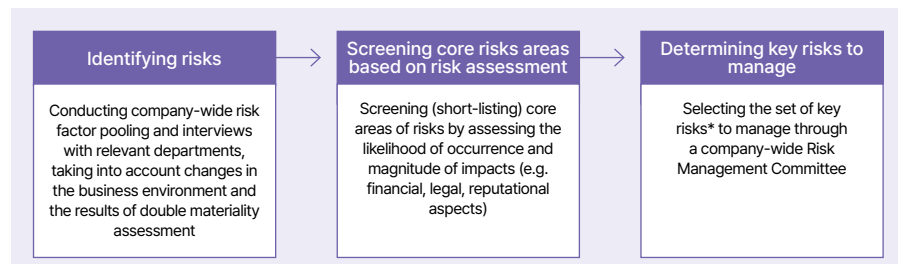 Identifying risks
Conducting company-wide risk
factor pooling and interviews
with relevant departments,
taking into account changes in
the business environment and
the results of double materiality
assessment
Screening core risks areas
based on risk assessment
Screening (short-listing) core
areas of risks by assessing the
likelihood of occurrence and
magnitude of impacts (e.g.
financial, legal, reputational
aspects)
Determining key risks to
manage
Selecting the set of key
risks* to manage through
a company-wide Risk
Management Committee